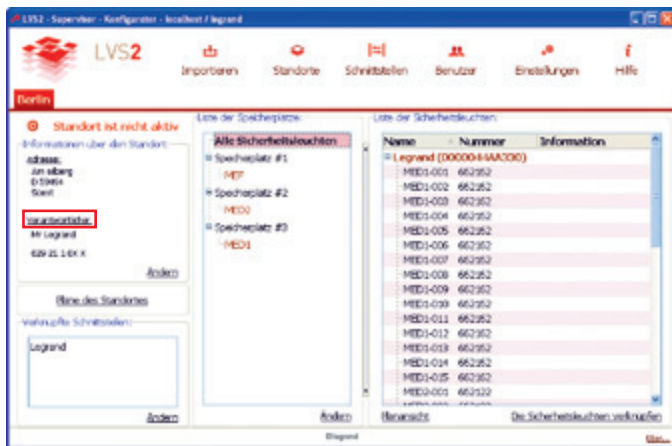 LVS2 - Supervisor - Konfigurator - localhost / legrand
LVS2
Importieren
Standorte
Schnittstellen
Benutzer
Einstellungen
Hilfe
Berlin
Standort ist nicht aktiv
Informationen über den Standort:
Adresse:
Soest
Verantwortlicher
Mr Legrand
Ändern
Pläne des Standortes
Verknüpfte Schnittstellen:
Legrand
Ändern
Liste der Speicherplätze:
Alle Sicherheitsleuchten
Speicherplatz #1
MEF
Speicherplatz #2
MED2
Speicherplatz #3
MED1
Ändern
Liste der Sicherheitsleuchten:
Name Nummer Information
Legrand
MED1-001 662162
MED1-002 662162
MED1-003 662162
MED1-004 662162
MED1-005 662162
MED1-006 662162
MED1-007 662162
MED1-008 662162
MED1-009 662162
MED1-010 662162
MED1-011 662162
MED1-012 662162
MED1-013 662162
MED1-014 662162
MED1-015 662162
MED2-001 662122
Planansicht
Die Sicherheitsleuchten verknüpfen
legrand